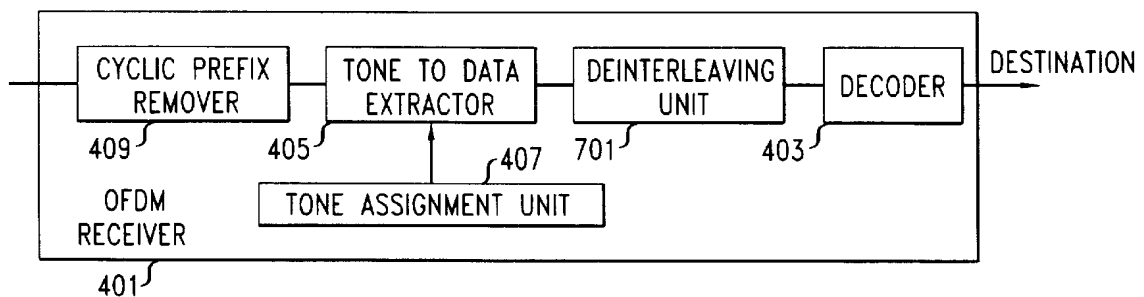 CYCLIC PREFIX
REMOVER
409
TONE TO DATA
EXTRACTOR
405
DEINTERLEAVING
UNIT
701
DECODER
403
DESTINATION
407
TONE ASSIGNMENT UNIT
OFDM
RECEIVER
401